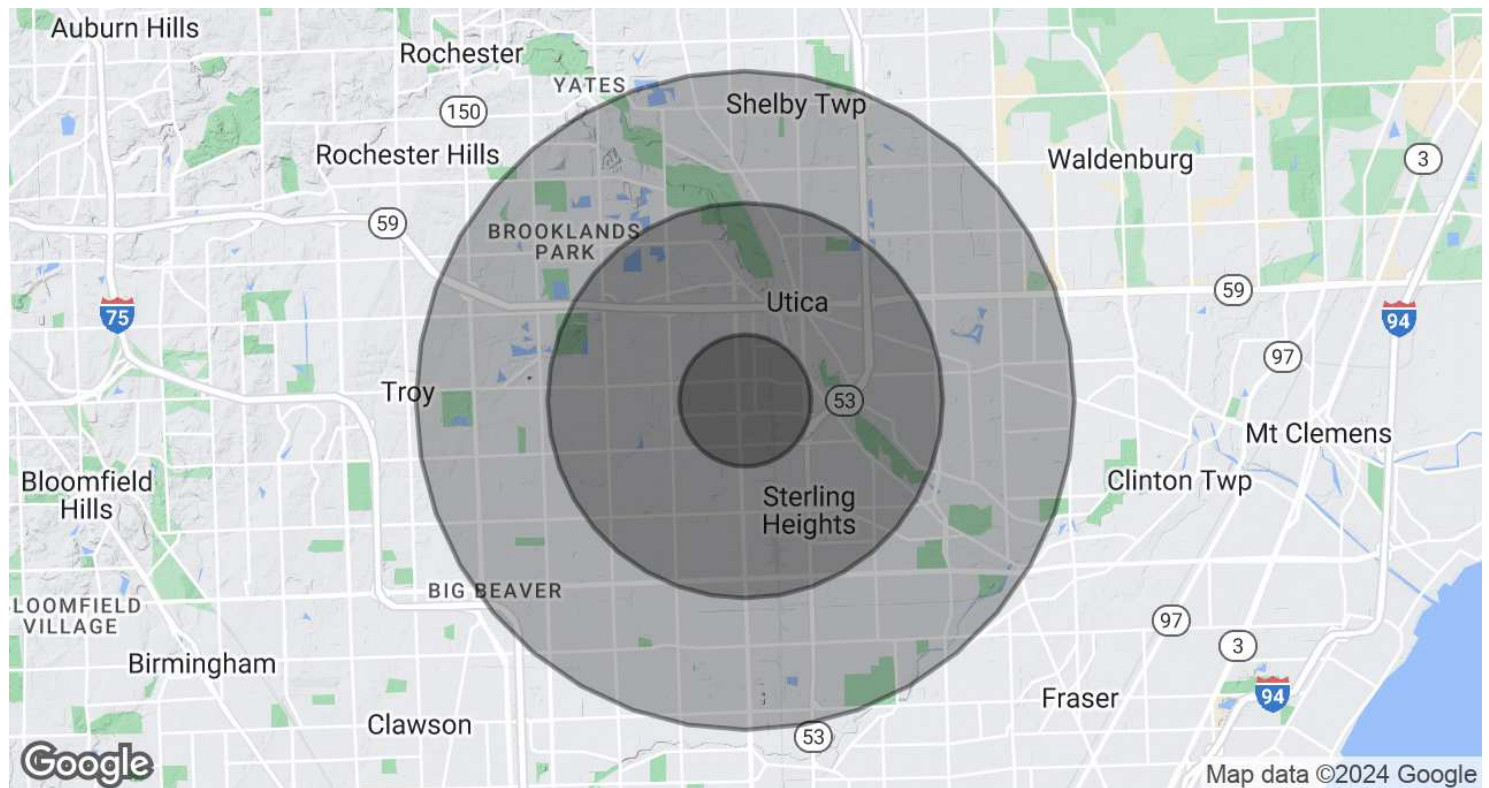 Auburn Hills
Rochester
YATES
Shelby Twp
150
Rochester Hills
Waldenburg
3
59
BROOKLANDS
PARK
59
Utica
75
94
97
Troy
53
Mt Clemens
Bloomfield
Hills
Clinton Twp
Sterling
Heights
BIG BEAVER
LOOMFIELD
VILLAGE
97
3
Birmingham
Fraser
94
Clawson
53
Google
Map data ©2024 Google